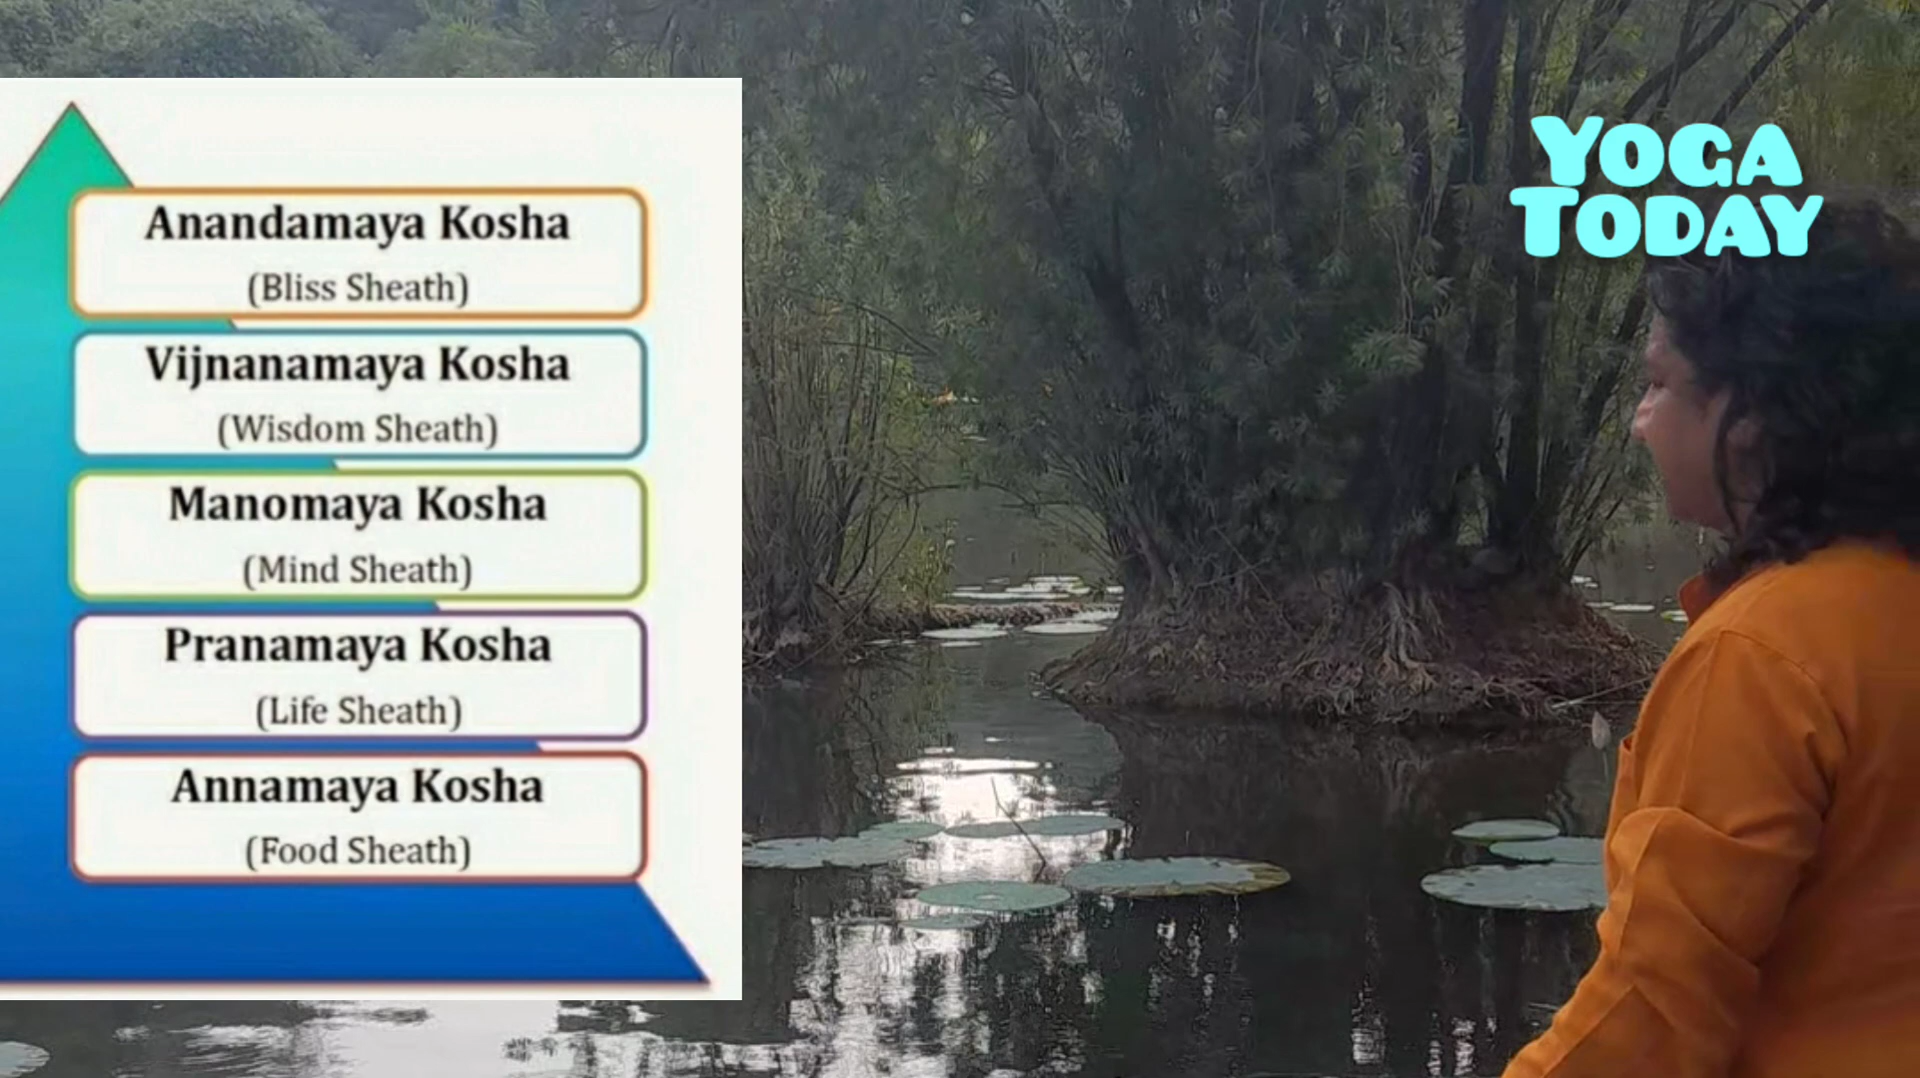 Anandamaya Kosha
(Bliss Sheath)
Vijnanamaya Kosha
(Wisdom Sheath)
Manomaya Kosha
(Mind Sheath)
Pranamaya Kosha
(Life Sheath)
Annamaya Kosha
(Food Sheath)
YOGA
TODAY